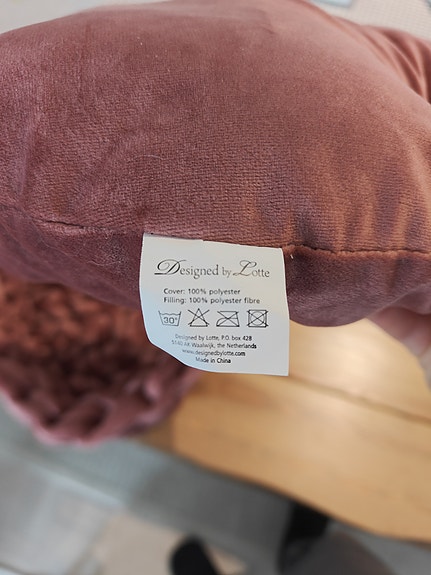 Designed by Lotte
Cover: 100% polyester
Filling: 100% polyester fibre
30°
Designed by Lotte, P.O. box 428
5140 AK Waalwijk, the Netherlands
www.designedbylotte.com
Made in China